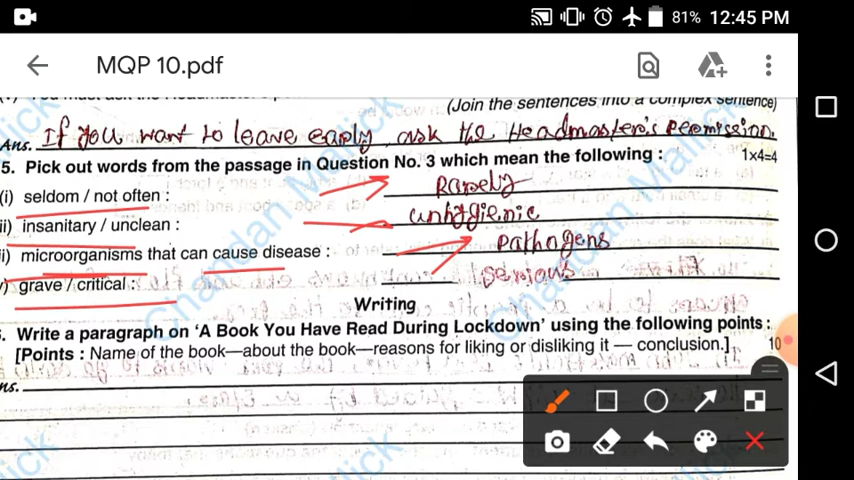 81% 12:45 PM
MQP 10.pdf
(Join the sentences into a complex sentence)
Ans. If you want to leave early, ask the Headmaster's Permission.
5. Pick out words from the passage in Question No. 3 which mean the following : 1×4=4
(i) seldom / not often : Rarely
ii) insanitary / unclean : unhygienic
i) microorganisms that can cause disease : Pathogens
) grave / critical : serious
Writing
. Write a paragraph on 'A Book You Have Read During Lockdown' using the following points :
[Points : Name of the book—about the book—reasons for liking or disliking it — conclusion.] 10
ns.
Chandan Mallick